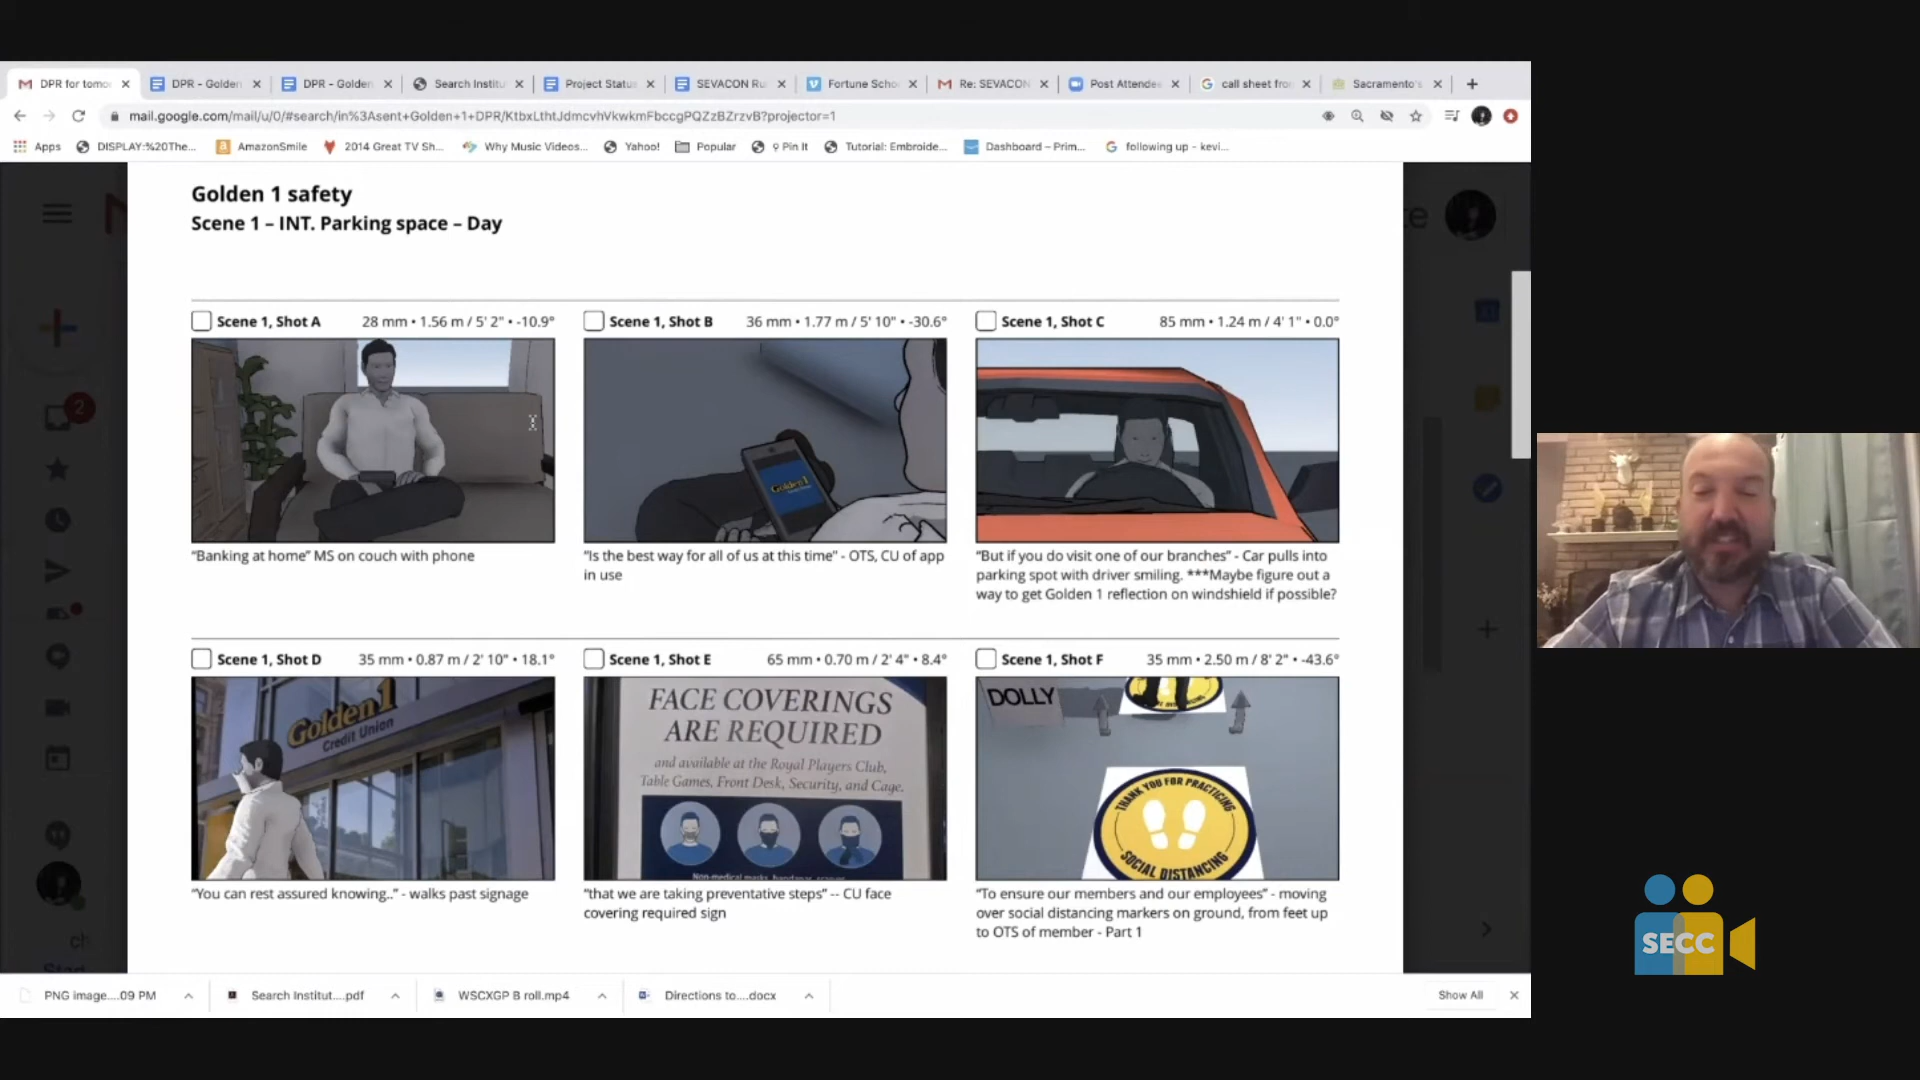 DPR for tomo
DPR - Golden
DPR - Golden
Search Institu
Project Status
SEVACON Ru
Fortune Scho
Re: SEVACON
Post Attendee
call sheet fro
Sacramento's
mail.google.com/mail/u/0/#search/in%3Asent+Golden+1+DPR/KtbxLthtJdmcvhVkwkmFbccgPQZzBZrzvB?projector=1
Apps
DISPLAY:%20The...
AmazonSmile
2014 Great TV Sh...
Why Music Videos...
Yahoo!
Popular
Pin It
Tutorial: Embroide...
Dashboard – Prim...
following up - kevi...
Golden 1 safety
Scene 1 – INT. Parking space – Day
Scene 1, Shot A 28 mm • 1.56 m / 5' 2" • -10.9°
Scene 1, Shot B 36 mm • 1.77 m / 5' 10" • -30.6°
Scene 1, Shot C 85 mm • 1.24 m / 4' 1" • 0.0°
2
Golden 1
"Banking at home" MS on couch with phone
"Is the best way for all of us at this time" - OTS, CU of app
in use
"But if you do visit one of our branches" - Car pulls into
parking spot with driver smiling. ***Maybe figure out a
way to get Golden 1 reflection on windshield if possible?
Scene 1, Shot D 35 mm • 0.87 m / 2' 10" • 18.1°
Scene 1, Shot E 65 mm • 0.70 m / 2' 4" • 8.4°
Scene 1, Shot F 35 mm • 2.50 m / 8' 2" • -43.6°
Golden 1
Credit Union
FACE COVERINGS
ARE REQUIRED
and available at the Royal Players Club,
Table Games, Front Desk, Security, and Cage.
DOLLY
THANK YOU FOR PRACTICING
SOCIAL DISTANCING
"You can rest assured knowing.." - walks past signage
"that we are taking preventative steps" -- CU face
covering required sign
"To ensure our members and our employees" - moving
over social distancing markers on ground, from feet up
to OTS of member - Part 1
PNG image....09 PM
Search Institut....pdf
WSCXGP B roll.mp4
Directions to....docx
Show All
SECC